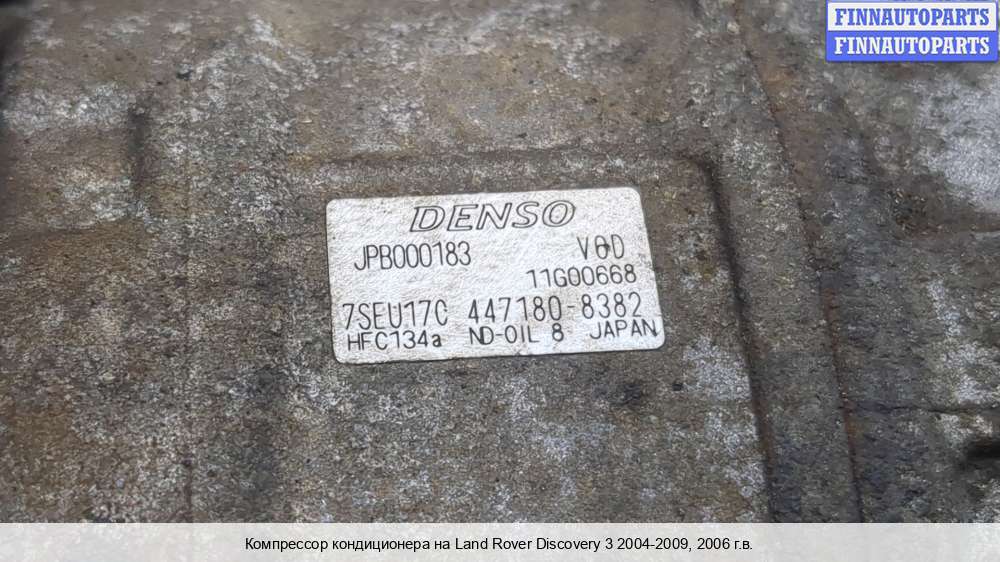 FINNAUTOPARTS
FINNAUTOPARTS
DENSO
JPB000183 V6D
11G00668
7SEU17C 447180-8382
HFC134a ND-OIL 8 JAPAN
Компрессор кондиционера на Land Rover Discovery 3 2004-2009, 2006 г.в.